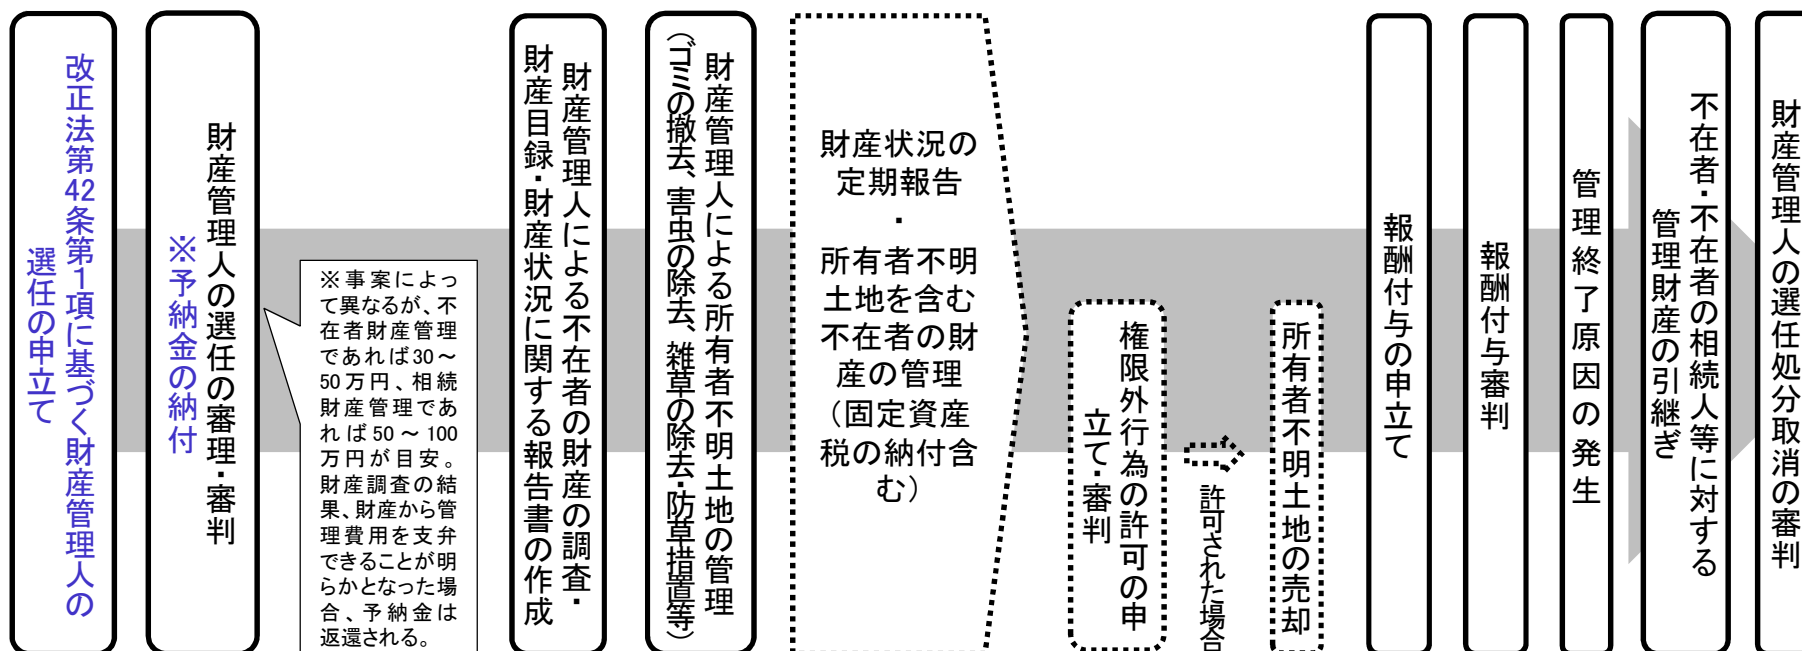 改正法第42条第1項に基づく財産管理人の
選任の申立て
財産管理人の選任の審理・審判
※予納金の納付
※事案によっ
て異なるが、不
在者財産管理
であれば30～
50万円、相続
財産管理であ
れば50～100
万円が目安。
財産調査の結
果、財産から管
理費用を支弁
できることが明
らかとなった場
合、予納金は
返還される。
財産管理人による不在者の財産の調査・
財産目録・財産状況に関する報告書の作成
財産管理人による所有者不明土地の管理
（ゴミの撤去、害虫の除去、雑草の除去・防草措置等）
財産状況の
定期報告
・
所有者不明
土地を含む
不在者の財
産の管理
（固定資産
税の納付含
む）
権限外行為の許可の申
立て・審判
許可された場合
所有者不明土地の売却
報酬付与の申立て
報酬付与審判
管理終了原因の発生
不在者・不在者の相続人等に対する
管理財産の引継ぎ
財産管理人の選任処分取消の審判